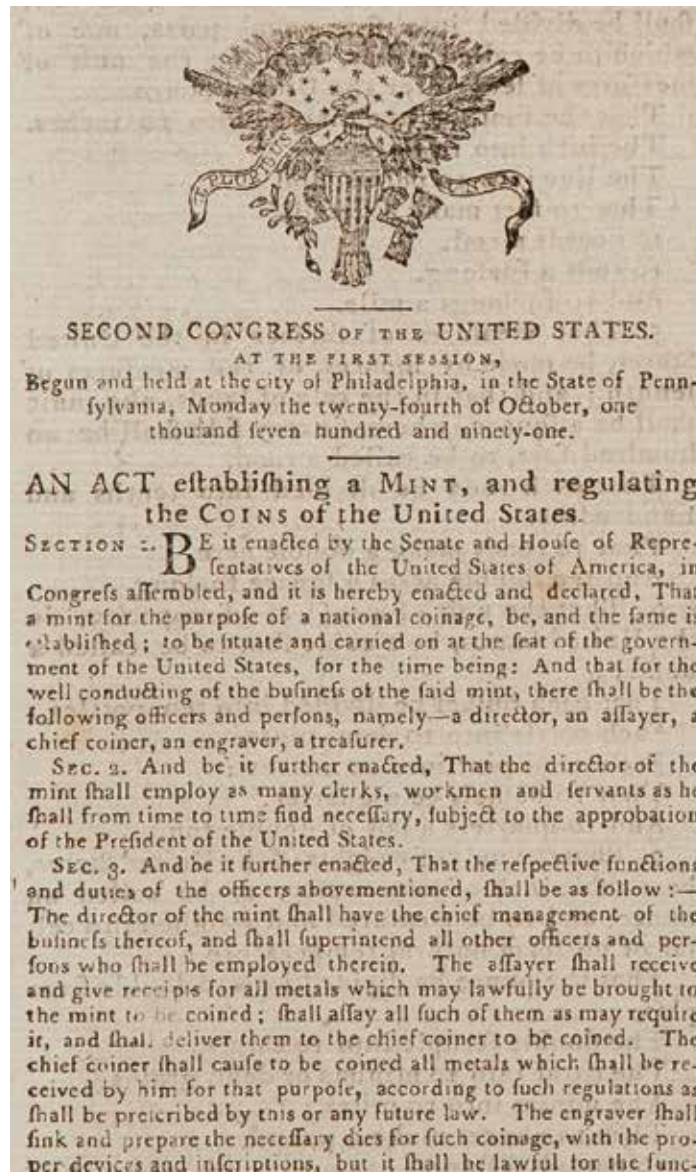 E PLURIBUS UNUM
SECOND CONGRESS OF THE UNITED STATES.
AT THE FIRST SESSION,
Begun and held at the city of Philadelphia, in the State of Penn-
ſylvania, Monday the twenty-fourth of October, one
thouſand ſeven hundred and ninety-one.
AN ACT eſtabliſhing a MINT, and regulating
the COINS of the United States.
SECTION 1. BE it enacted by the Senate and Houſe of Repre-
ſentatives of the United States of America, in
Congreſs aſſembled, and it is hereby enacted and declared, That
a mint for the purpoſe of a national coinage, be, and the ſame is
eſtabliſhed; to be ſituate and carried on at the ſeat of the govern-
ment of the United States, for the time being: And that for the
well conducting of the buſineſs of the ſaid mint, there ſhall be the
following officers and perſons, namely—a director, an aſſayer, a
chief coiner, an engraver, a treaſurer.
SEC. 2. And be it further enacted, That the director of the
mint ſhall employ as many clerks, workmen and ſervants as he
ſhall from time to time find neceſſary, ſubject to the approbation
of the Preſident of the United States.
SEC. 3. And be it further enacted, That the reſpective functions
and duties of the officers abovementioned, ſhall be as follow:—
The director of the mint ſhall have the chief management of the
buſineſs thereof, and ſhall ſuperintend all other officers and per-
ſons who ſhall be employed therein. The aſſayer ſhall receive
and give receipts for all metals which may lawfully be brought to
the mint to be coined; ſhall aſſay all ſuch of them as may require
it, and ſhall deliver them to the chief coiner to be coined. The
chief coiner ſhall cauſe to be coined all metals which ſhall be re-
ceived by him for that purpoſe, according to ſuch regulations as
ſhall be preſcribed by this or any future law. The engraver ſhall
ſink and prepare the neceſſary dies for ſuch coinage, with the pro-
per devices and inſcriptions, but it ſhall be lawful for the func-